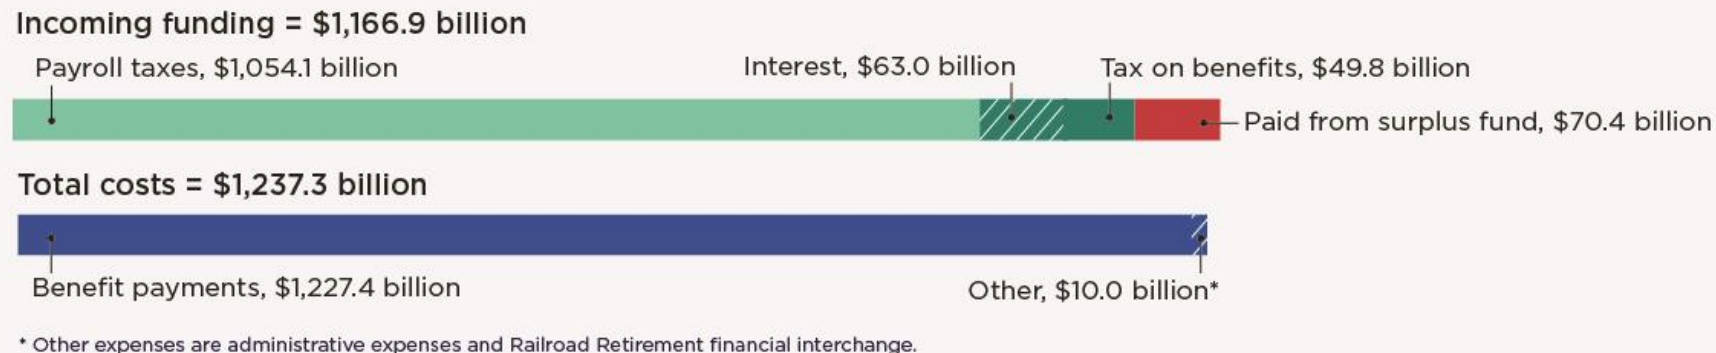 Incoming funding = $1,166.9 billion
Payroll taxes, $1,054.1 billion
Interest, $63.0 billion
Tax on benefits, $49.8 billion
Paid from surplus fund, $70.4 billion
Total costs = $1,237.3 billion
Benefit payments, $1,227.4 billion
Other, $10.0 billion*
* Other expenses are administrative expenses and Railroad Retirement financial interchange.